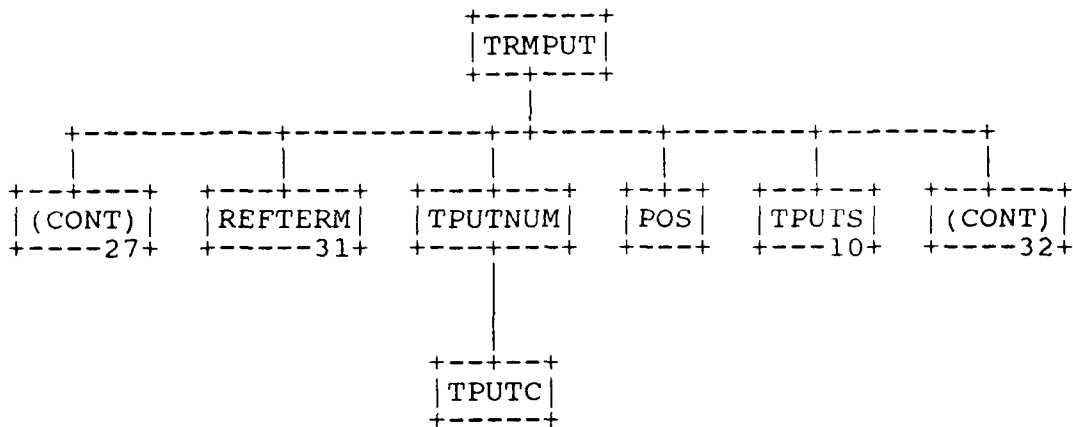 TRMPUT
(CONT) REFTERM TPUTNUM POS TPUTS (CONT)
27 31 10 32
TPUTC